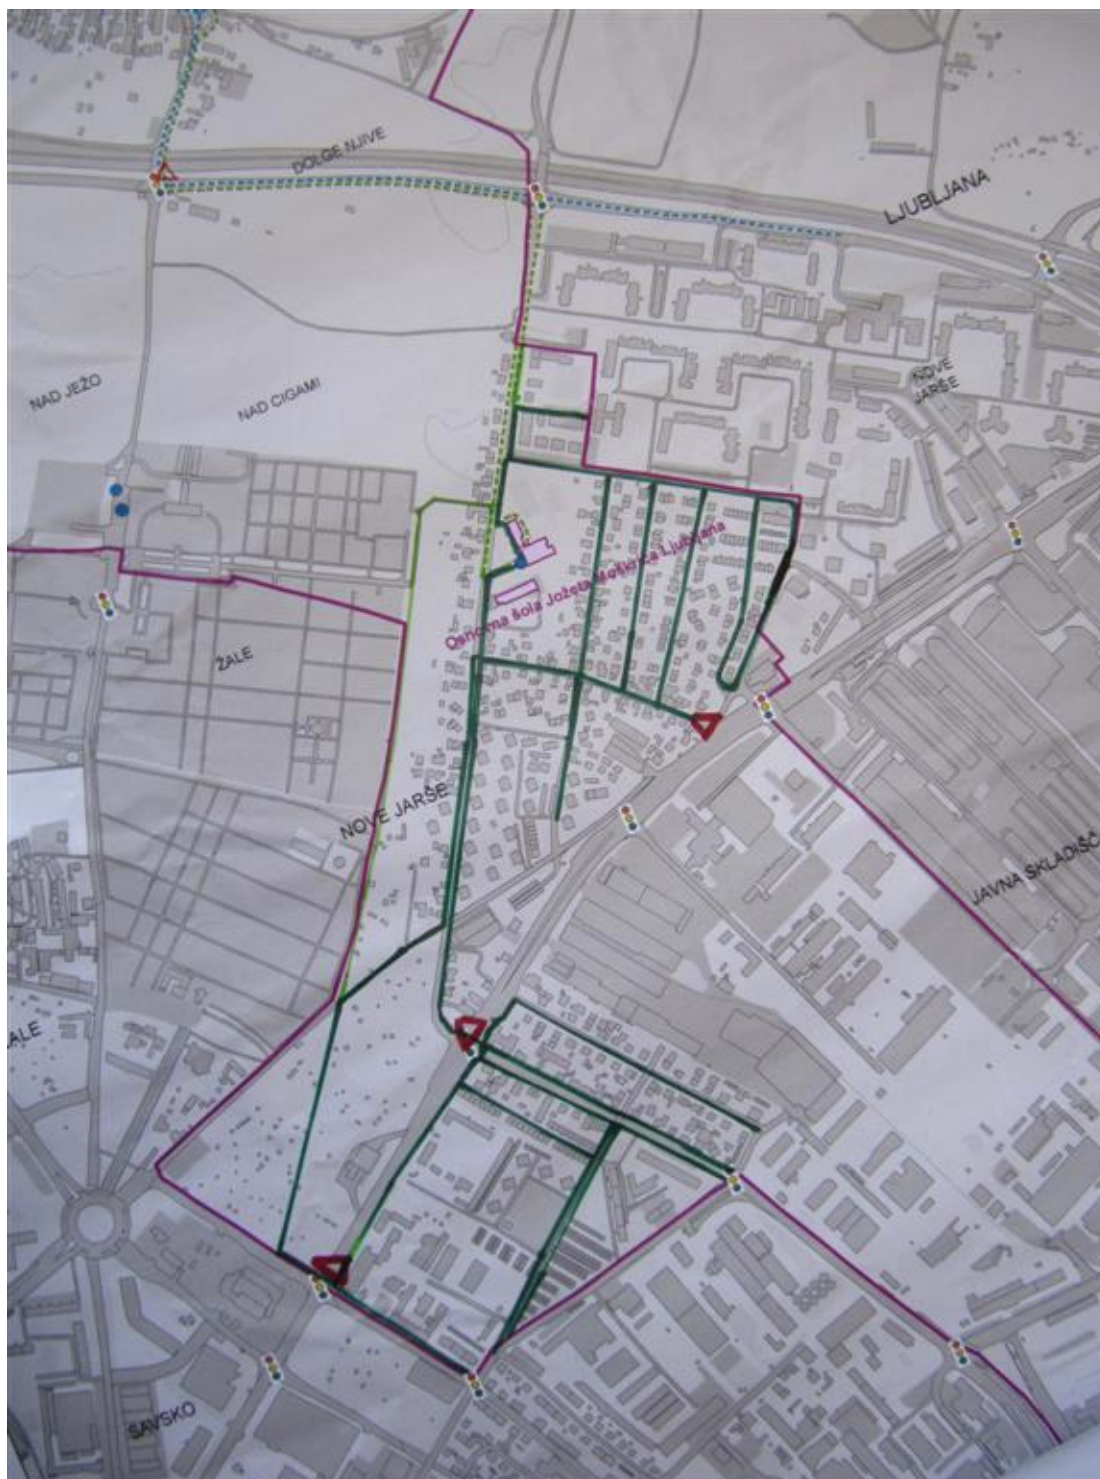 DOLGE NJIVE
LJUBLJANA
NAD JEŽO
NAD CIGAMI
NOVE
JARŠE
Osnovna šola Jožeta Moškriča Ljubljana
ŽALE
NOVE JARŠE
JAVNA SKLADIŠČ
ALE
SAVSKO